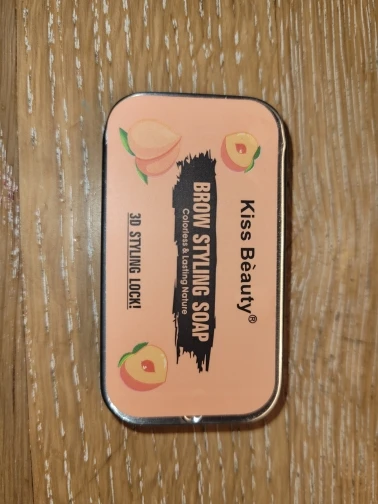 Kiss Bèauty®
BROW STYLING SOAP
Colorless & Lasting Nature
3D STYLING LOCK!